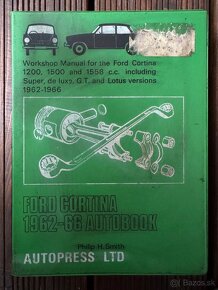 Workshop Manual for the Ford Cortina
1200, 1500 and 1558 c.c. including
Super, de luxe, G.T. and Lotus versions
1962-1966
FORD CORTINA
1962-66 AUTOBOOK
Philip H. Smith
AUTOPRESS LTD
bazos.sk